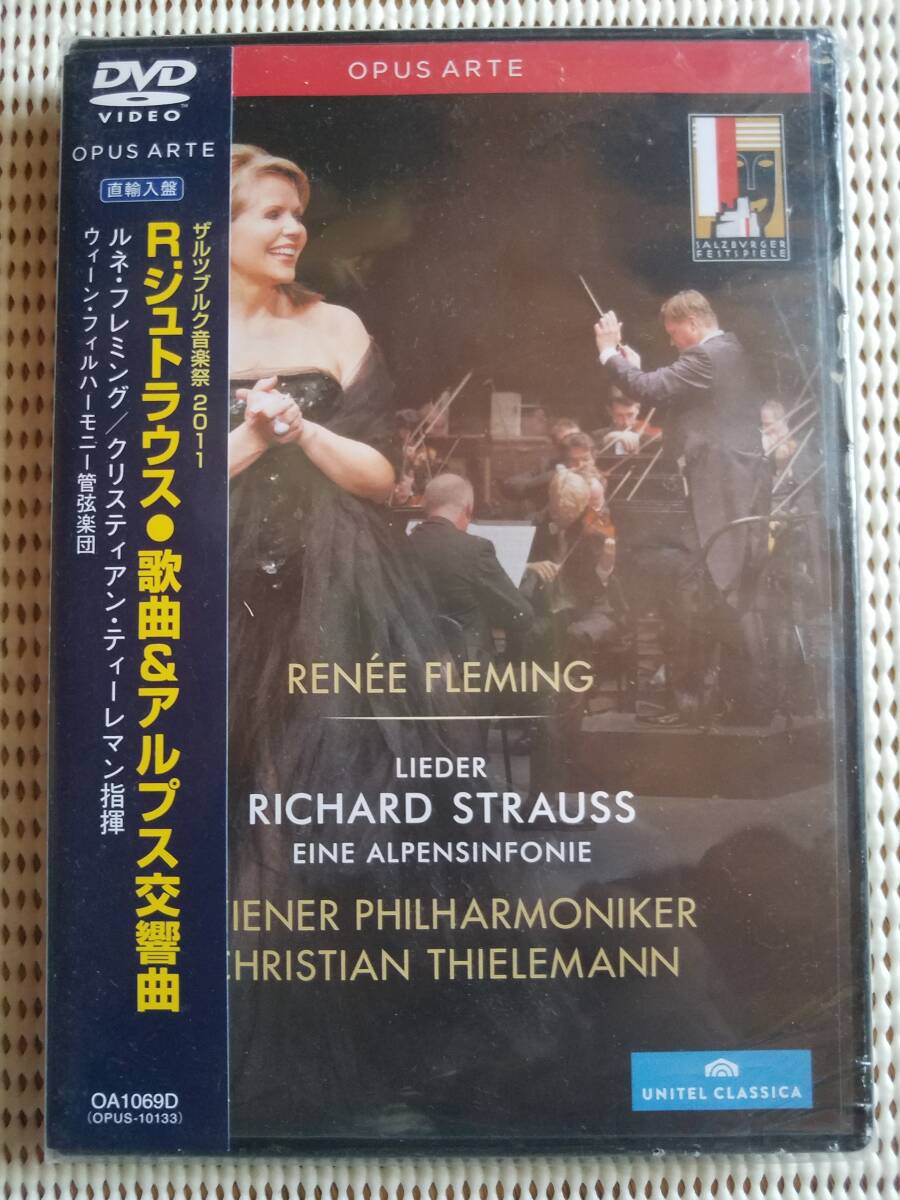 DVD
VIDEO
OPUS ARTE
直輸入盤
ザルツブルク音楽祭 2011
R.シュトラウス●歌曲&アルプス交響曲
ルネ・フレミング/クリスティアン・ティーレマン指揮
ウィーン・フィルハーモニー管弦楽団
OA1069D
(OPUS-10133)
OPUS ARTE
SALZBVRGER
FESTSPIELE
RENÉE FLEMING
LIEDER
RICHARD STRAUSS
EINE ALPENSINFONIE
IENER PHILHARMONIKER
CHRISTIAN THIELEMANN
UNITEL CLASSICA